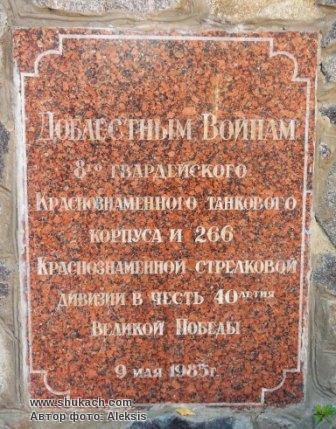 Доблестным Воинам
8го гвардейского
Краснознаменного танкового
корпуса и 266
Краснознаменной стрелковой
дивизии в честь 40летия
Великой Победы
9 мая 1985г
www.shukach.com
Автор фото: Aleksis